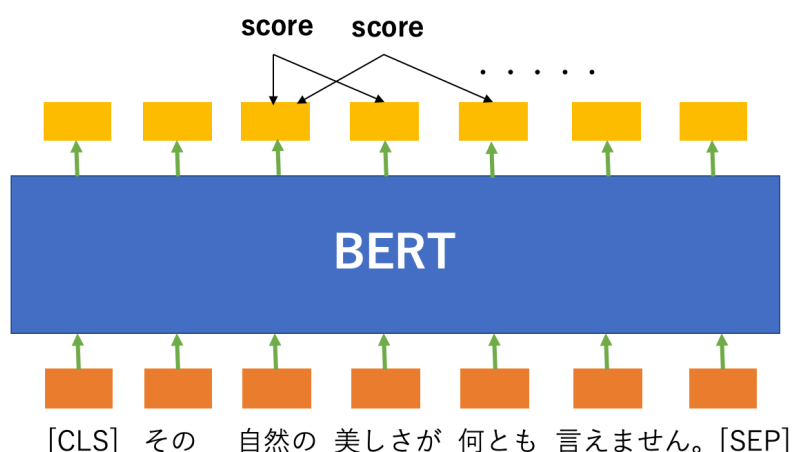 score score
· · · · ·
BERT
[CLS] その 自然の 美しさが 何とも 言えません。[SEP]